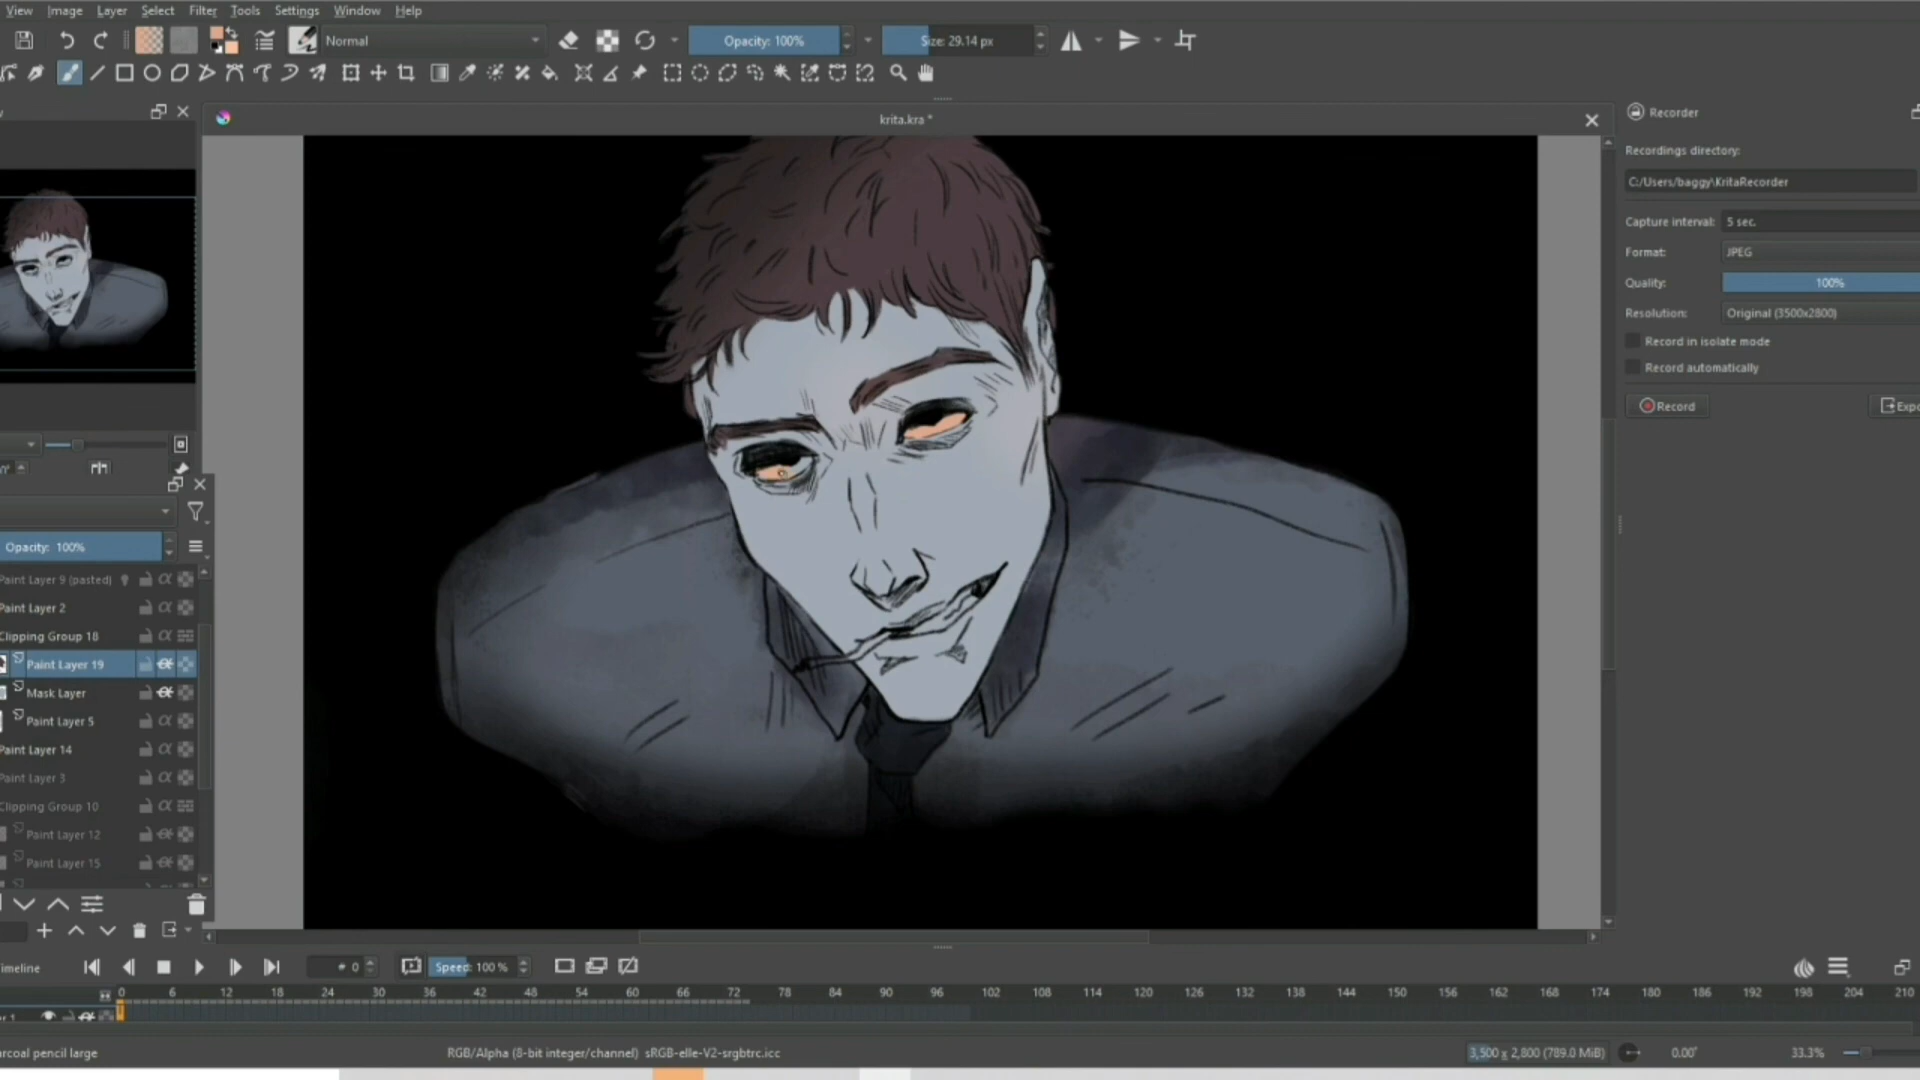 View Image Layer Select Filter Tools Settings Window Help
Normal
Opacity: 100%
Size: 29.14 px
krita.kra *
Recorder
Recordings directory:
C:/Users/baggy\KritaRecorder
Capture interval: 5 sec.
Format: JPEG
Quality: 100%
Resolution: Original (3500x2800)
Record in isolate mode
Record automatically
Record
Expo
Opacity: 100%
Paint Layer 9 (pasted)
Paint Layer 2
Clipping Group 18
Paint Layer 19
Mask Layer
Paint Layer 5
Paint Layer 14
Paint Layer 3
Clipping Group 10
Paint Layer 12
Paint Layer 15
imeline
# 0
Speed: 100 %
0 6 12 18 24 30 36 42 48 54 60 66 72 78 84 90 96 102 108 114 120 126 132 138 144 150 156 162 168 174 180 186 192 198 204 210
er 1
rcoal pencil large
RGB/Alpha (8-bit integer/channel) sRGB-elle-V2-srgbtrc.icc
3,500 x 2,800 (789.0 MiB)
0.00°
33.3%